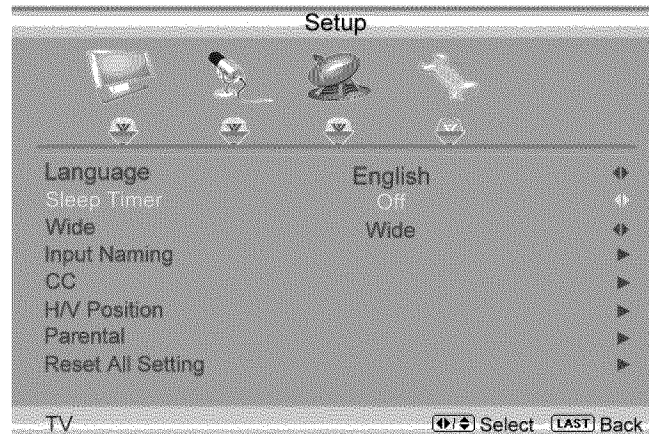 Setup
Language English
Sleep Timer Off
Wide Wide
Input Naming
CC
H/V Position
Parental
Reset All Setting
TV Select LAST Back